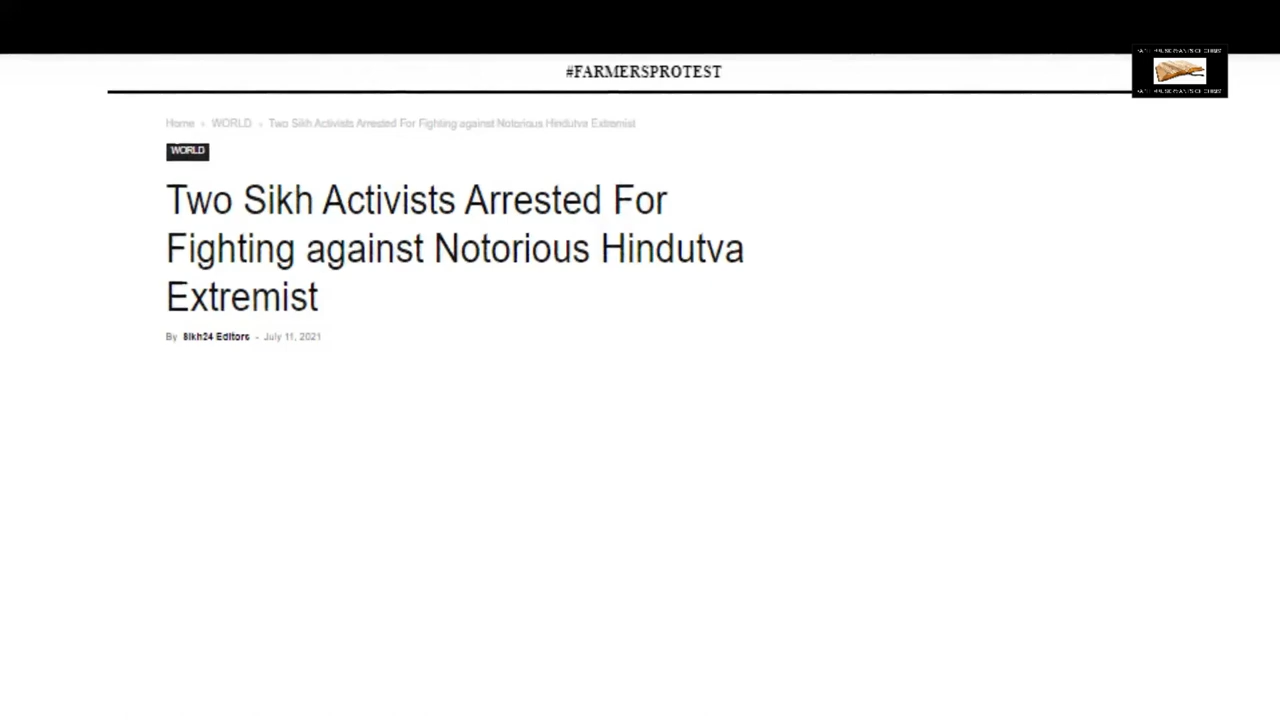 #FARMERSPROTEST
Home » WORLD » Two Sikh Activists Arrested For Fighting against Notorious Hindutva Extremist
WORLD
Two Sikh Activists Arrested For
Fighting against Notorious Hindutva
Extremist
By Sikh24 Editors - July 11, 2021